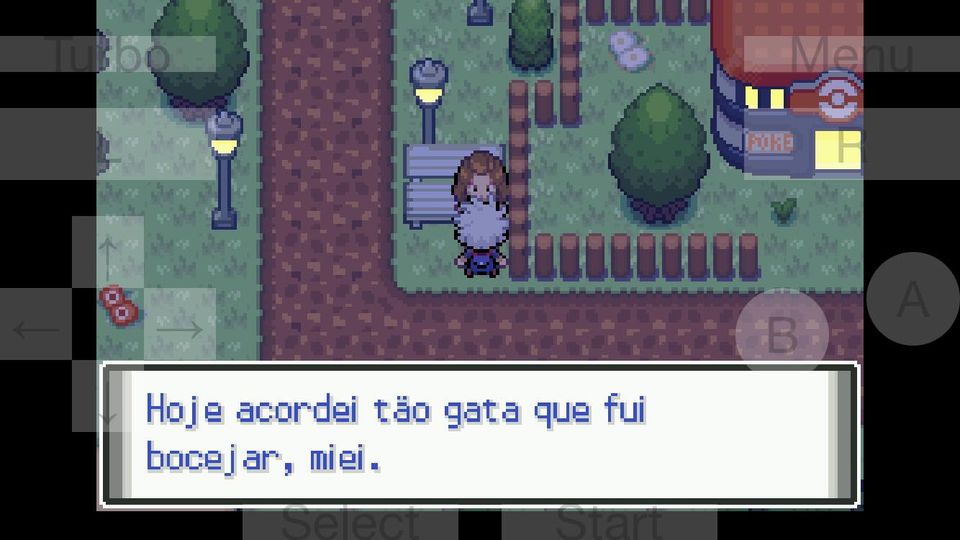 Turbo
Menu
R
POKE
← → ↑ ↓
B
A
Hoje acordei tão gata que fui
bocejar, miei.
Select
Start